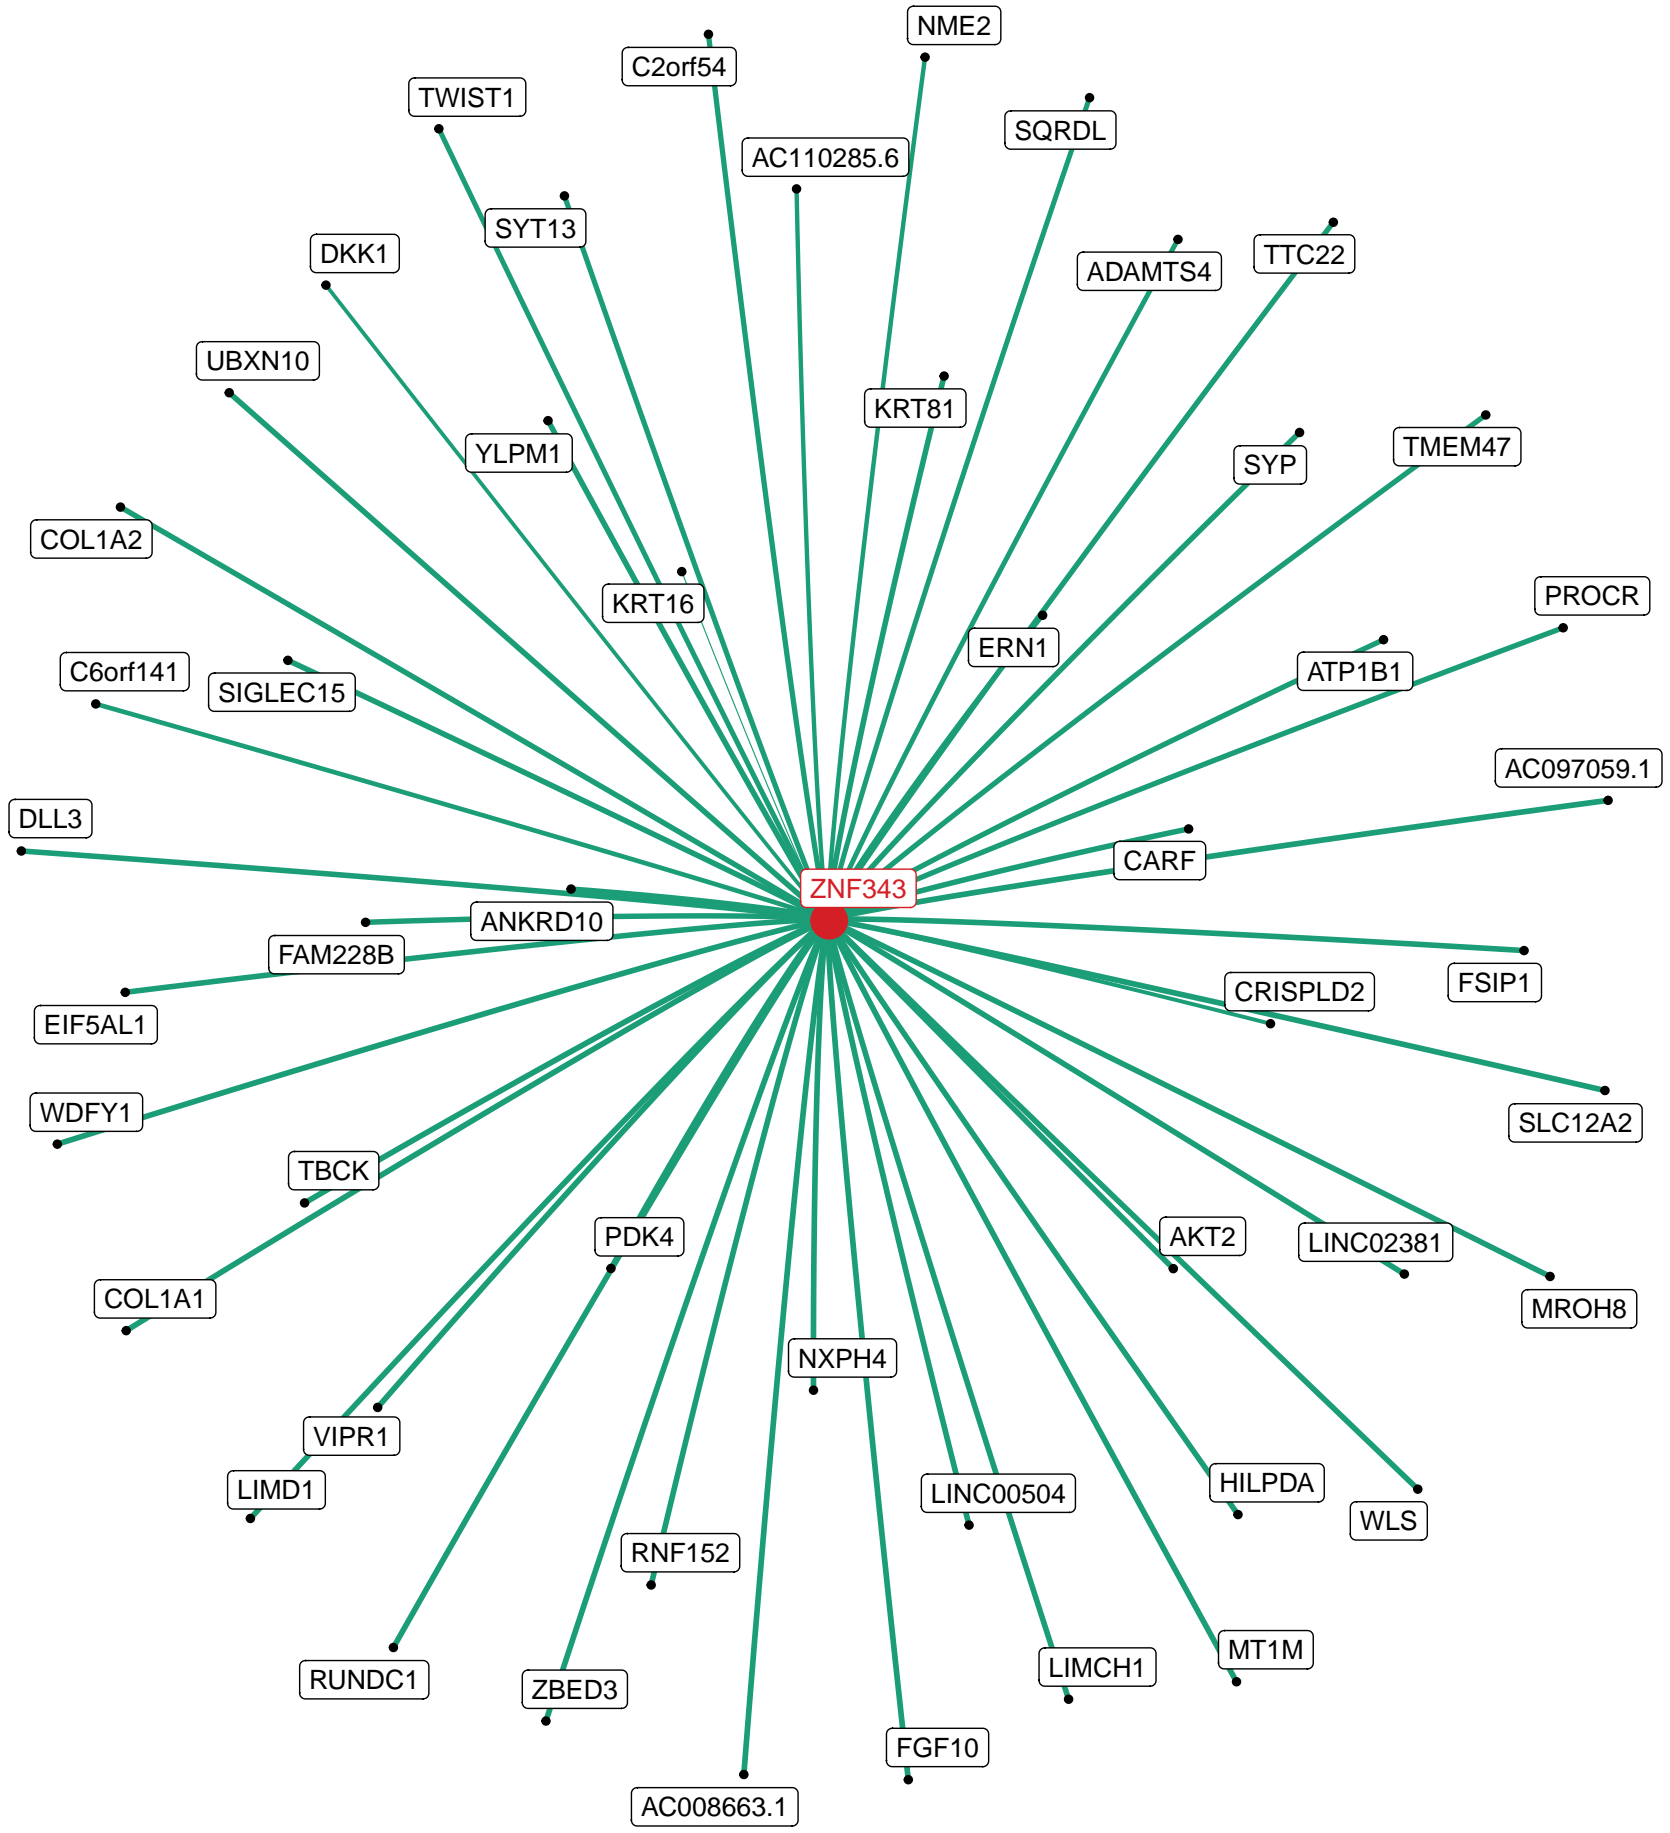 NME2
C2orf54
TWIST1
SQRDL
AC110285.6
SYT13
DKK1
TTC22
ADAMTS4
UBXN10
KRT81
TMEM47
YLPM1
SYP
COL1A2
PROCR
KRT16
ERN1
C6orf141
ATP1B1
SIGLEC15
AC097059.1
DLL3
CARF
ZNF343
ANKRD10
FAM228B
FSIP1
CRISPLD2
EIF5AL1
WDFY1
SLC12A2
TBCK
PDK4
AKT2
LINC02381
COL1A1
MROH8
NXPH4
VIPR1
HILPDA
LIMD1
LINC00504
WLS
RNF152
MT1M
LIMCH1
RUNDC1
ZBED3
FGF10
AC008663.1